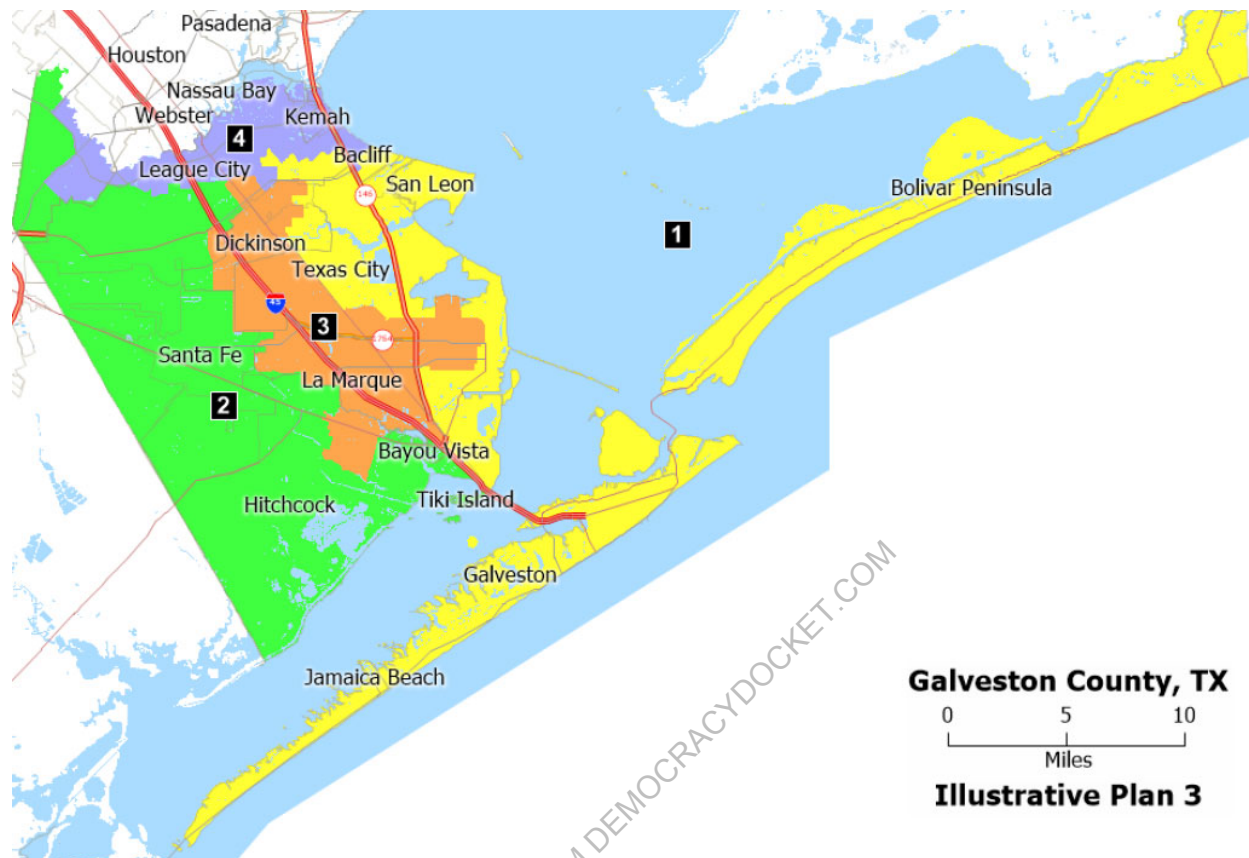 Pasadena
Houston
Nassau Bay
Webster
Kemah
4
Bacliff
League City
San Leon
146
Bolivar Peninsula
1
Dickinson
Texas City
45
3
1764
Santa Fe
La Marque
2
Bayou Vista
Tiki Island
Hitchcock
Galveston
Jamaica Beach
DEMOCRACYDOCKET.COM
Galveston County, TX
0 5 10
Miles
Illustrative Plan 3